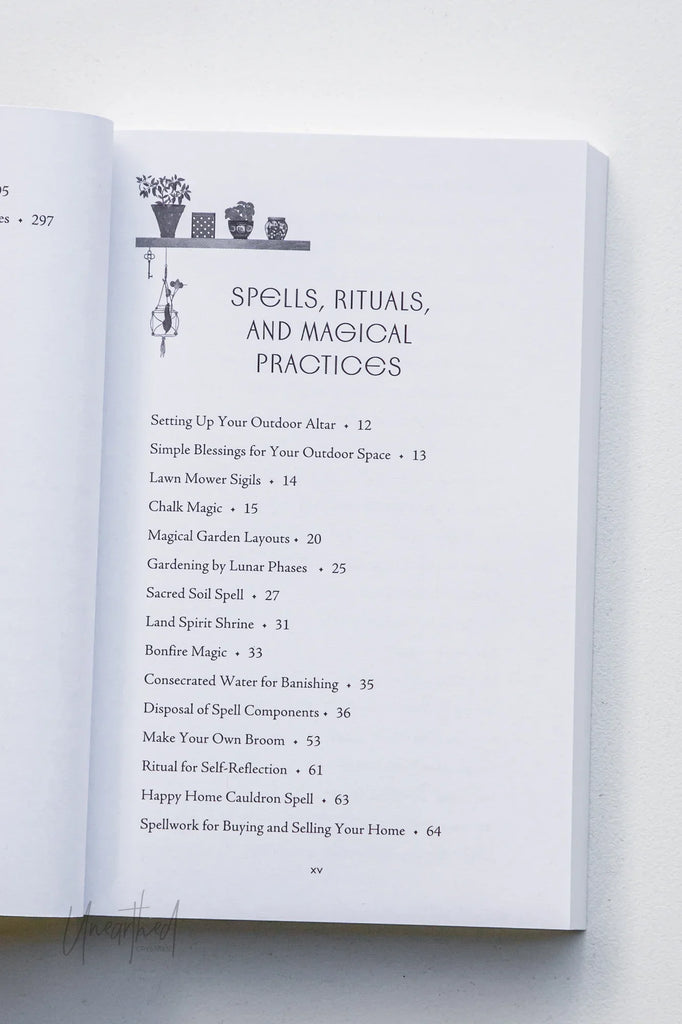 95
es ✦ 297
SPELLS, RITUALS,
AND MAGICAL
PRACTICES
Setting Up Your Outdoor Altar ✦ 12
Simple Blessings for Your Outdoor Space ✦ 13
Lawn Mower Sigils ✦ 14
Chalk Magic ✦ 15
Magical Garden Layouts ✦ 20
Gardening by Lunar Phases ✦ 25
Sacred Soil Spell ✦ 27
Land Spirit Shrine ✦ 31
Bonfire Magic ✦ 33
Consecrated Water for Banishing ✦ 35
Disposal of Spell Components ✦ 36
Make Your Own Broom ✦ 53
Ritual for Self-Reflection ✦ 61
Happy Home Cauldron Spell ✦ 63
Spellwork for Buying and Selling Your Home ✦ 64
xv
Unearthed